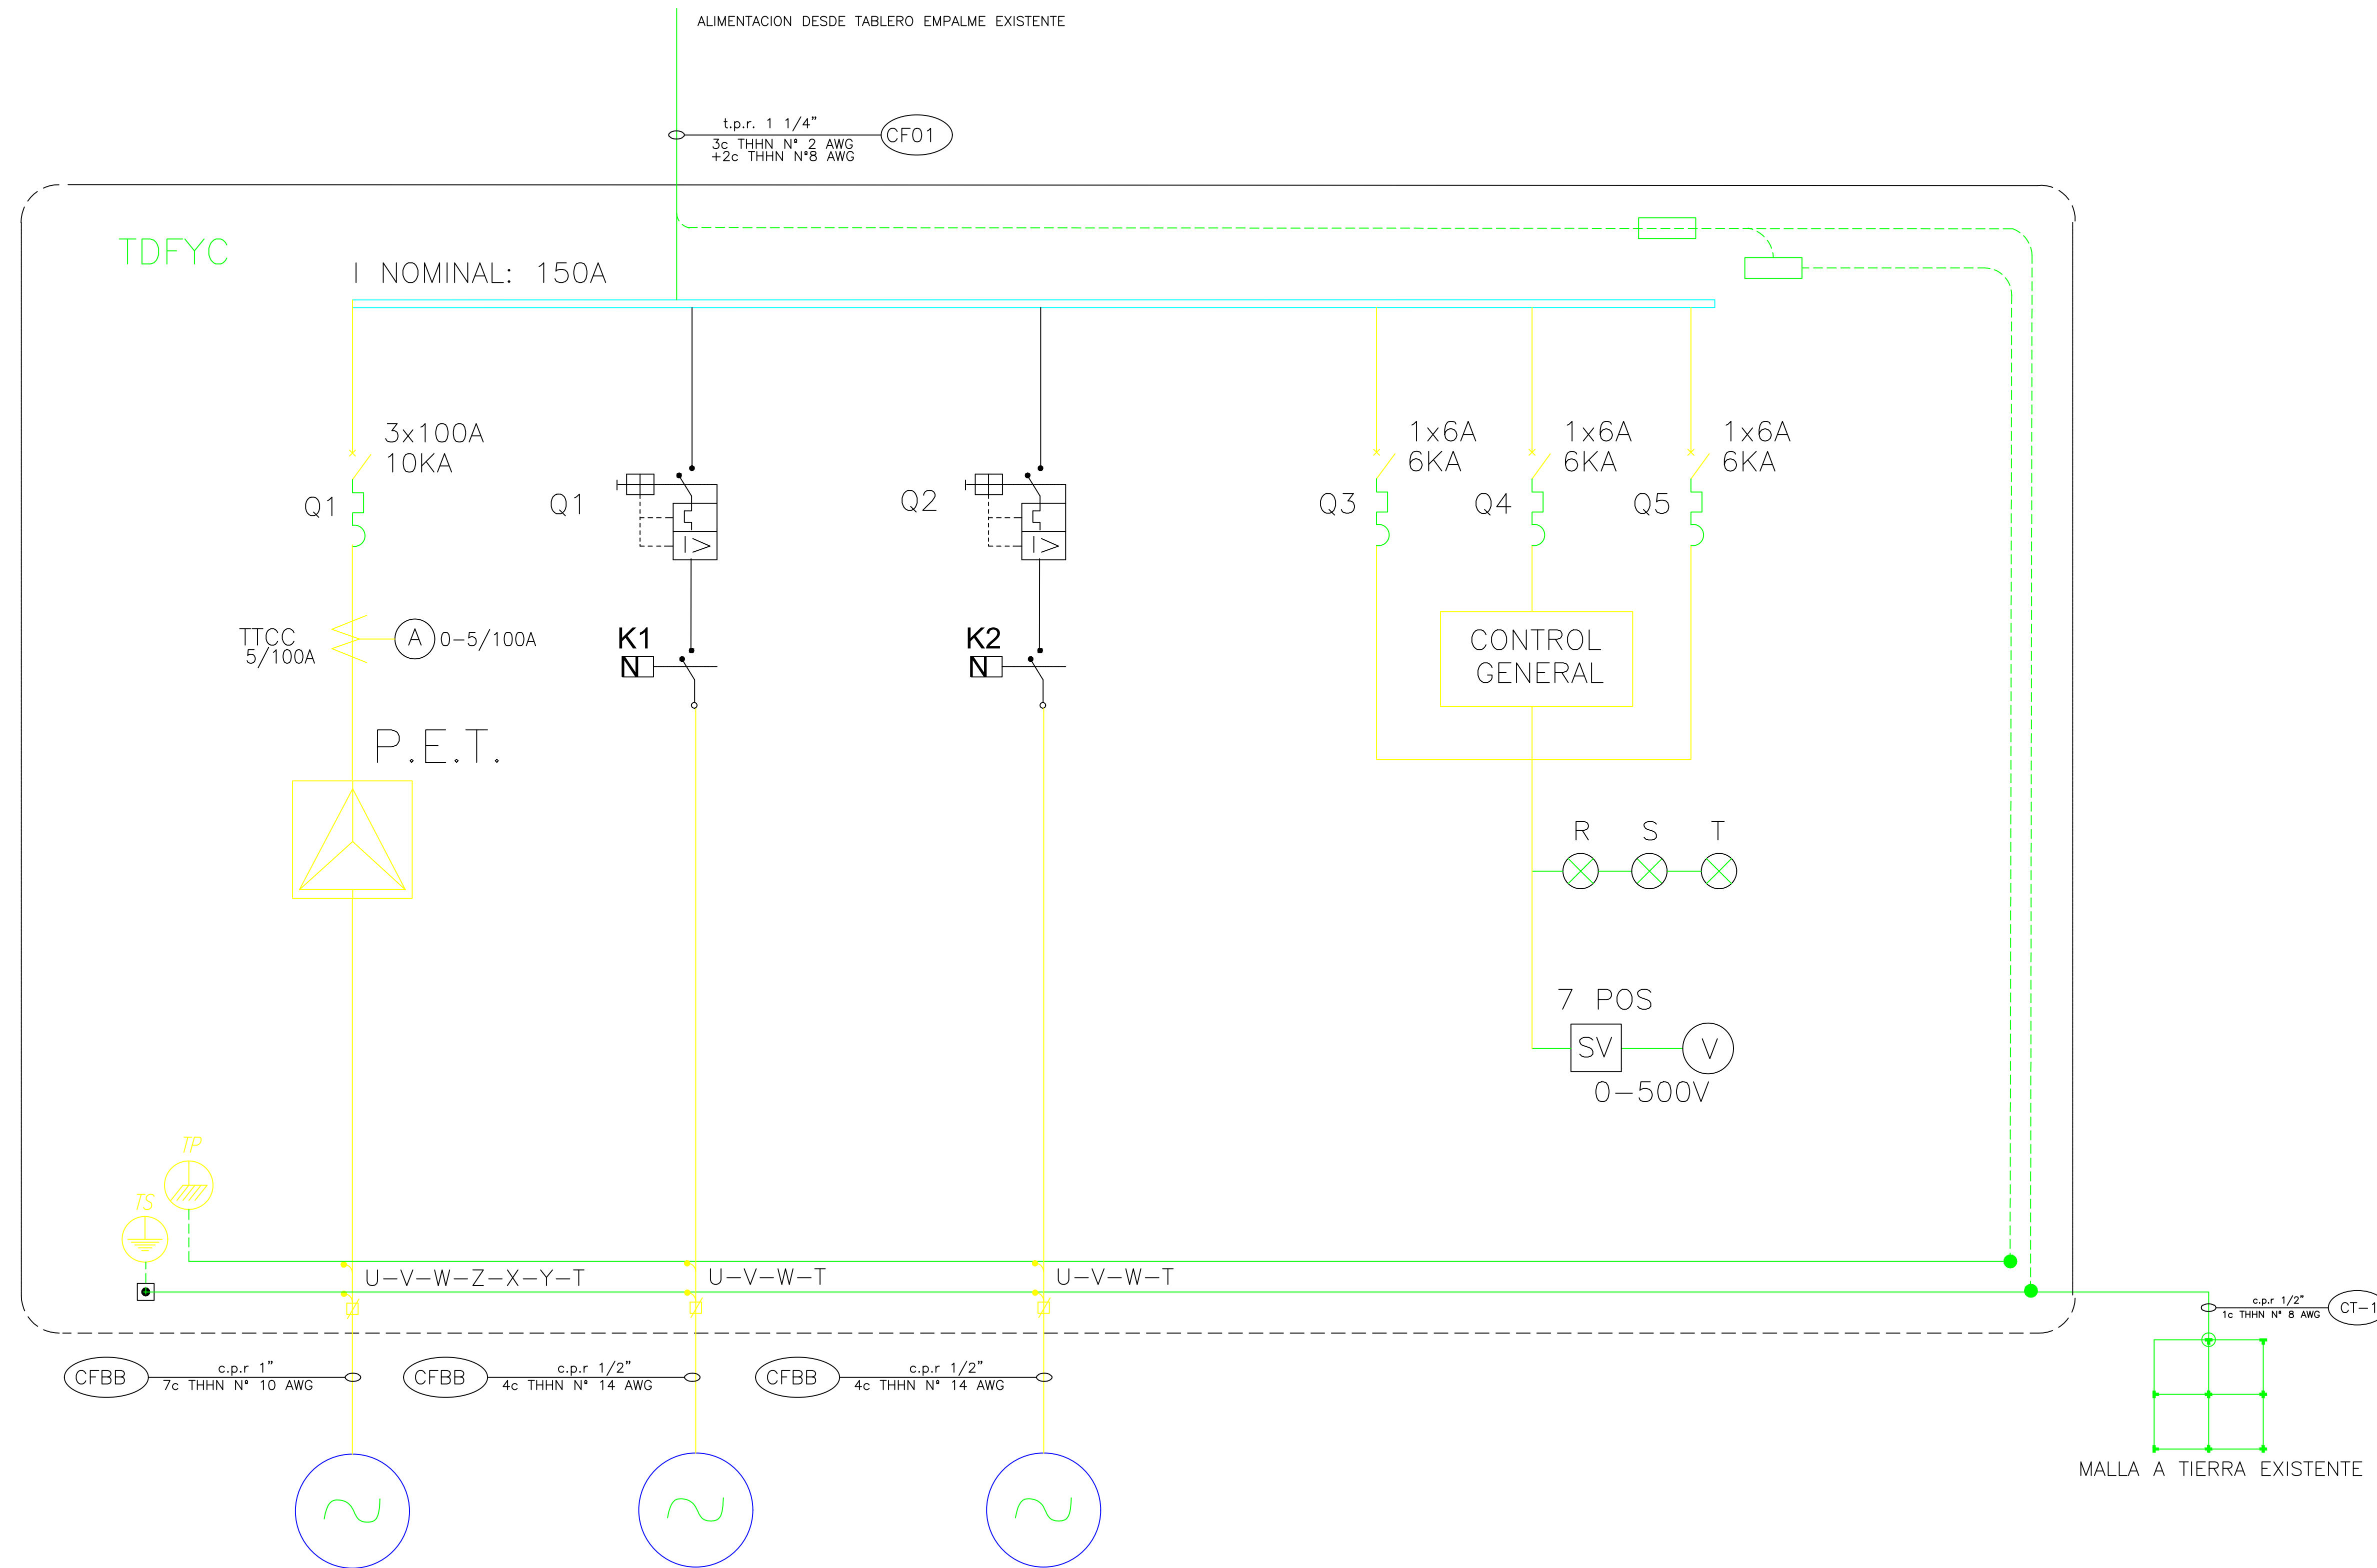 ALIMENTACION DESDE TABLERO EMPALME EXISTENTE
t.p.r. 1 1/4"
3c THHN N° 2 AWG
+2c THHN N°8 AWG
CF01
TDFYC
I NOMINAL: 150A
3x100A
10KA
Q1
Q1
Q2
1x6A
6KA
Q3
1x6A
6KA
Q4
1x6A
6KA
Q5
I>
I>
TTCC
5/100A
A
0-5/100A
K1
N
K2
N
CONTROL
GENERAL
P.E.T.
R S T
7 POS
SV
V
0-500V
TP
TS
U-V-W-Z-X-Y-T
U-V-W-T
U-V-W-T
c.p.r 1/2"
1c THHN N° 8 AWG
CT-1
CFBB
c.p.r 1"
7c THHN N° 10 AWG
CFBB
c.p.r 1/2"
4c THHN N° 14 AWG
CFBB
c.p.r 1/2"
4c THHN N° 14 AWG
MALLA A TIERRA EXISTENTE